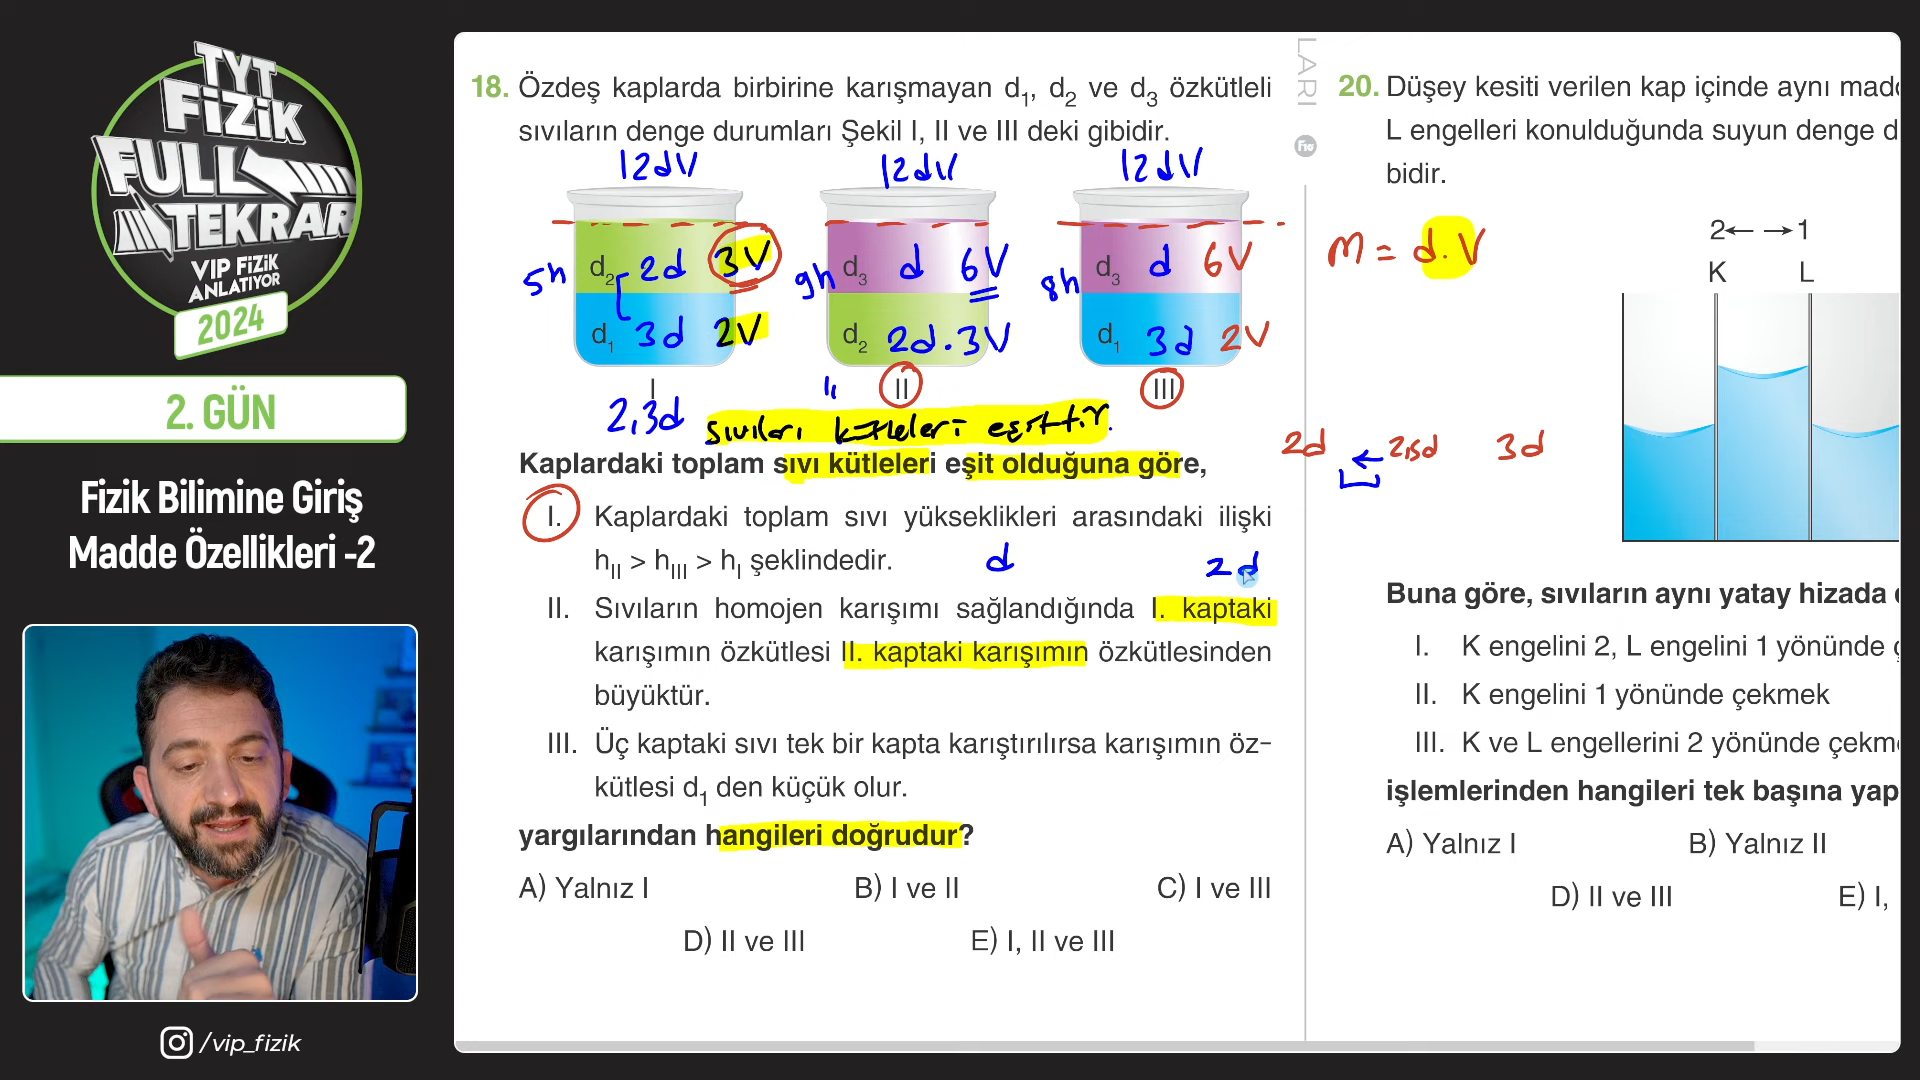 TYT
FiZiK
FULL
TEKRAR
VIP FiZiK
ANLATIYOR
2024
2. GÜN
Fizik Bilimine Giriş
Madde Özellikleri -2
/vip_fizik
18. Özdeş kaplarda birbirine karışmayan d1, d2 ve d3 özkütleli
sıvıların denge durumları Şekil I, II ve III deki gibidir.
12dV 12dV 12dV
5h d2 2d 3V 9h d3 d 6V 8h d3 d 6V
d1 3d 2V d2 2d.3V d1 3d 2V
I II III
2,3d
sıvıları kütleleri eşittir.
Kaplardaki toplam sıvı kütleleri eşit olduğuna göre,
I. Kaplardaki toplam sıvı yükseklikleri arasındaki ilişki
hII > hIII > hI şeklindedir.
d 2d
II. Sıvıların homojen karışımı sağlandığında I. kaptaki
karışımın özkütlesi II. kaptaki karışımın özkütlesinden
büyüktür.
III. Üç kaptaki sıvı tek bir kapta karıştırılırsa karışımın öz-
kütlesi d1 den küçük olur.
yargılarından hangileri doğrudur?
A) Yalnız I B) I ve II C) I ve III
D) II ve III E) I, II ve III
LARI
20. Düşey kesiti verilen kap içinde aynı madd
L engelleri konulduğunda suyun denge d
bidir.
m = d.V
2← →1
K L
2d ← 2,5d 3d
Buna göre, sıvıların aynı yatay hizada
I. K engelini 2, L engelini 1 yönünde ç
II. K engelini 1 yönünde çekmek
III. K ve L engellerini 2 yönünde çekm
işlemlerinden hangileri tek başına yap
A) Yalnız I B) Yalnız II
D) II ve III E) I,